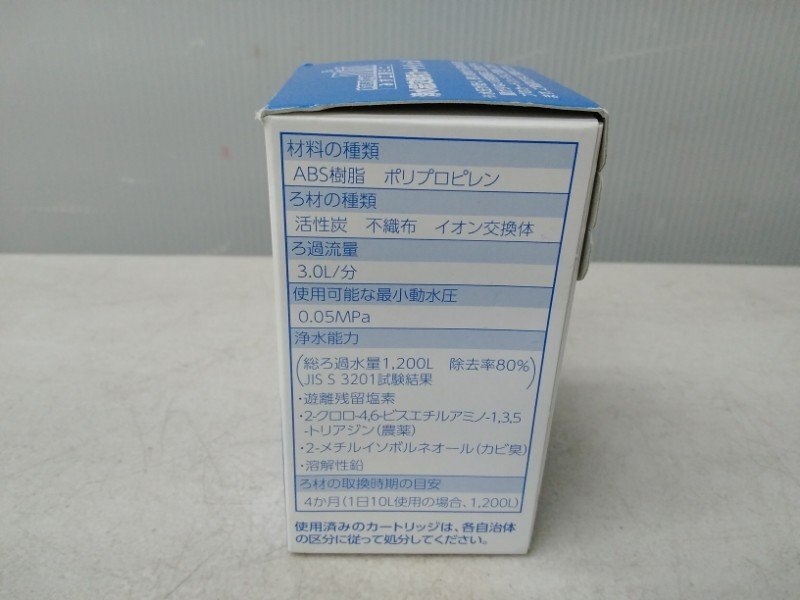 材料の種類
ABS樹脂　ポリプロピレン
ろ材の種類
活性炭　不織布　イオン交換体
ろ過流量
3.0L/分
使用可能な最小動水圧
0.05MPa
浄水能力
(総ろ過水量1,200L　除去率80%
JIS S 3201試験結果)
・遊離残留塩素
・2-クロロ-4,6-ビスエチルアミノ-1,3,5
-トリアジン(農薬)
・2-メチルイソボルネオール(カビ臭)
・溶解性鉛
ろ材の取換時期の目安
4か月(1日10L使用の場合、1,200L)
使用済みのカートリッジは、各自治体
の区分に従って処分してください。